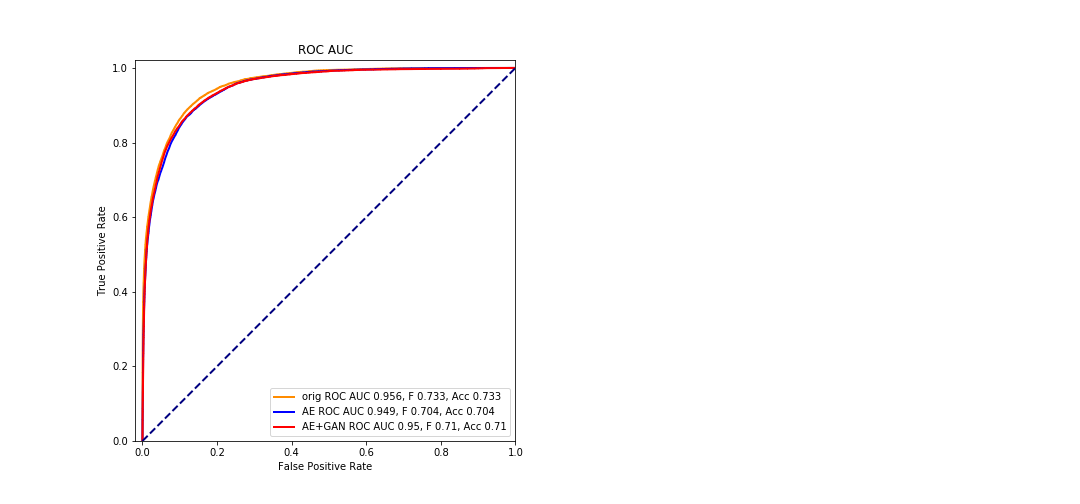 ROC AUC
1.0
0.8
0.6
0.4
0.2
0.0
True Positive Rate
orig ROC AUC 0.956, F 0.733, Acc 0.733
AE ROC AUC 0.949, F 0.704, Acc 0.704
AE+GAN ROC AUC 0.95, F 0.71, Acc 0.71
0.0 0.2 0.4 0.6 0.8 1.0
False Positive Rate